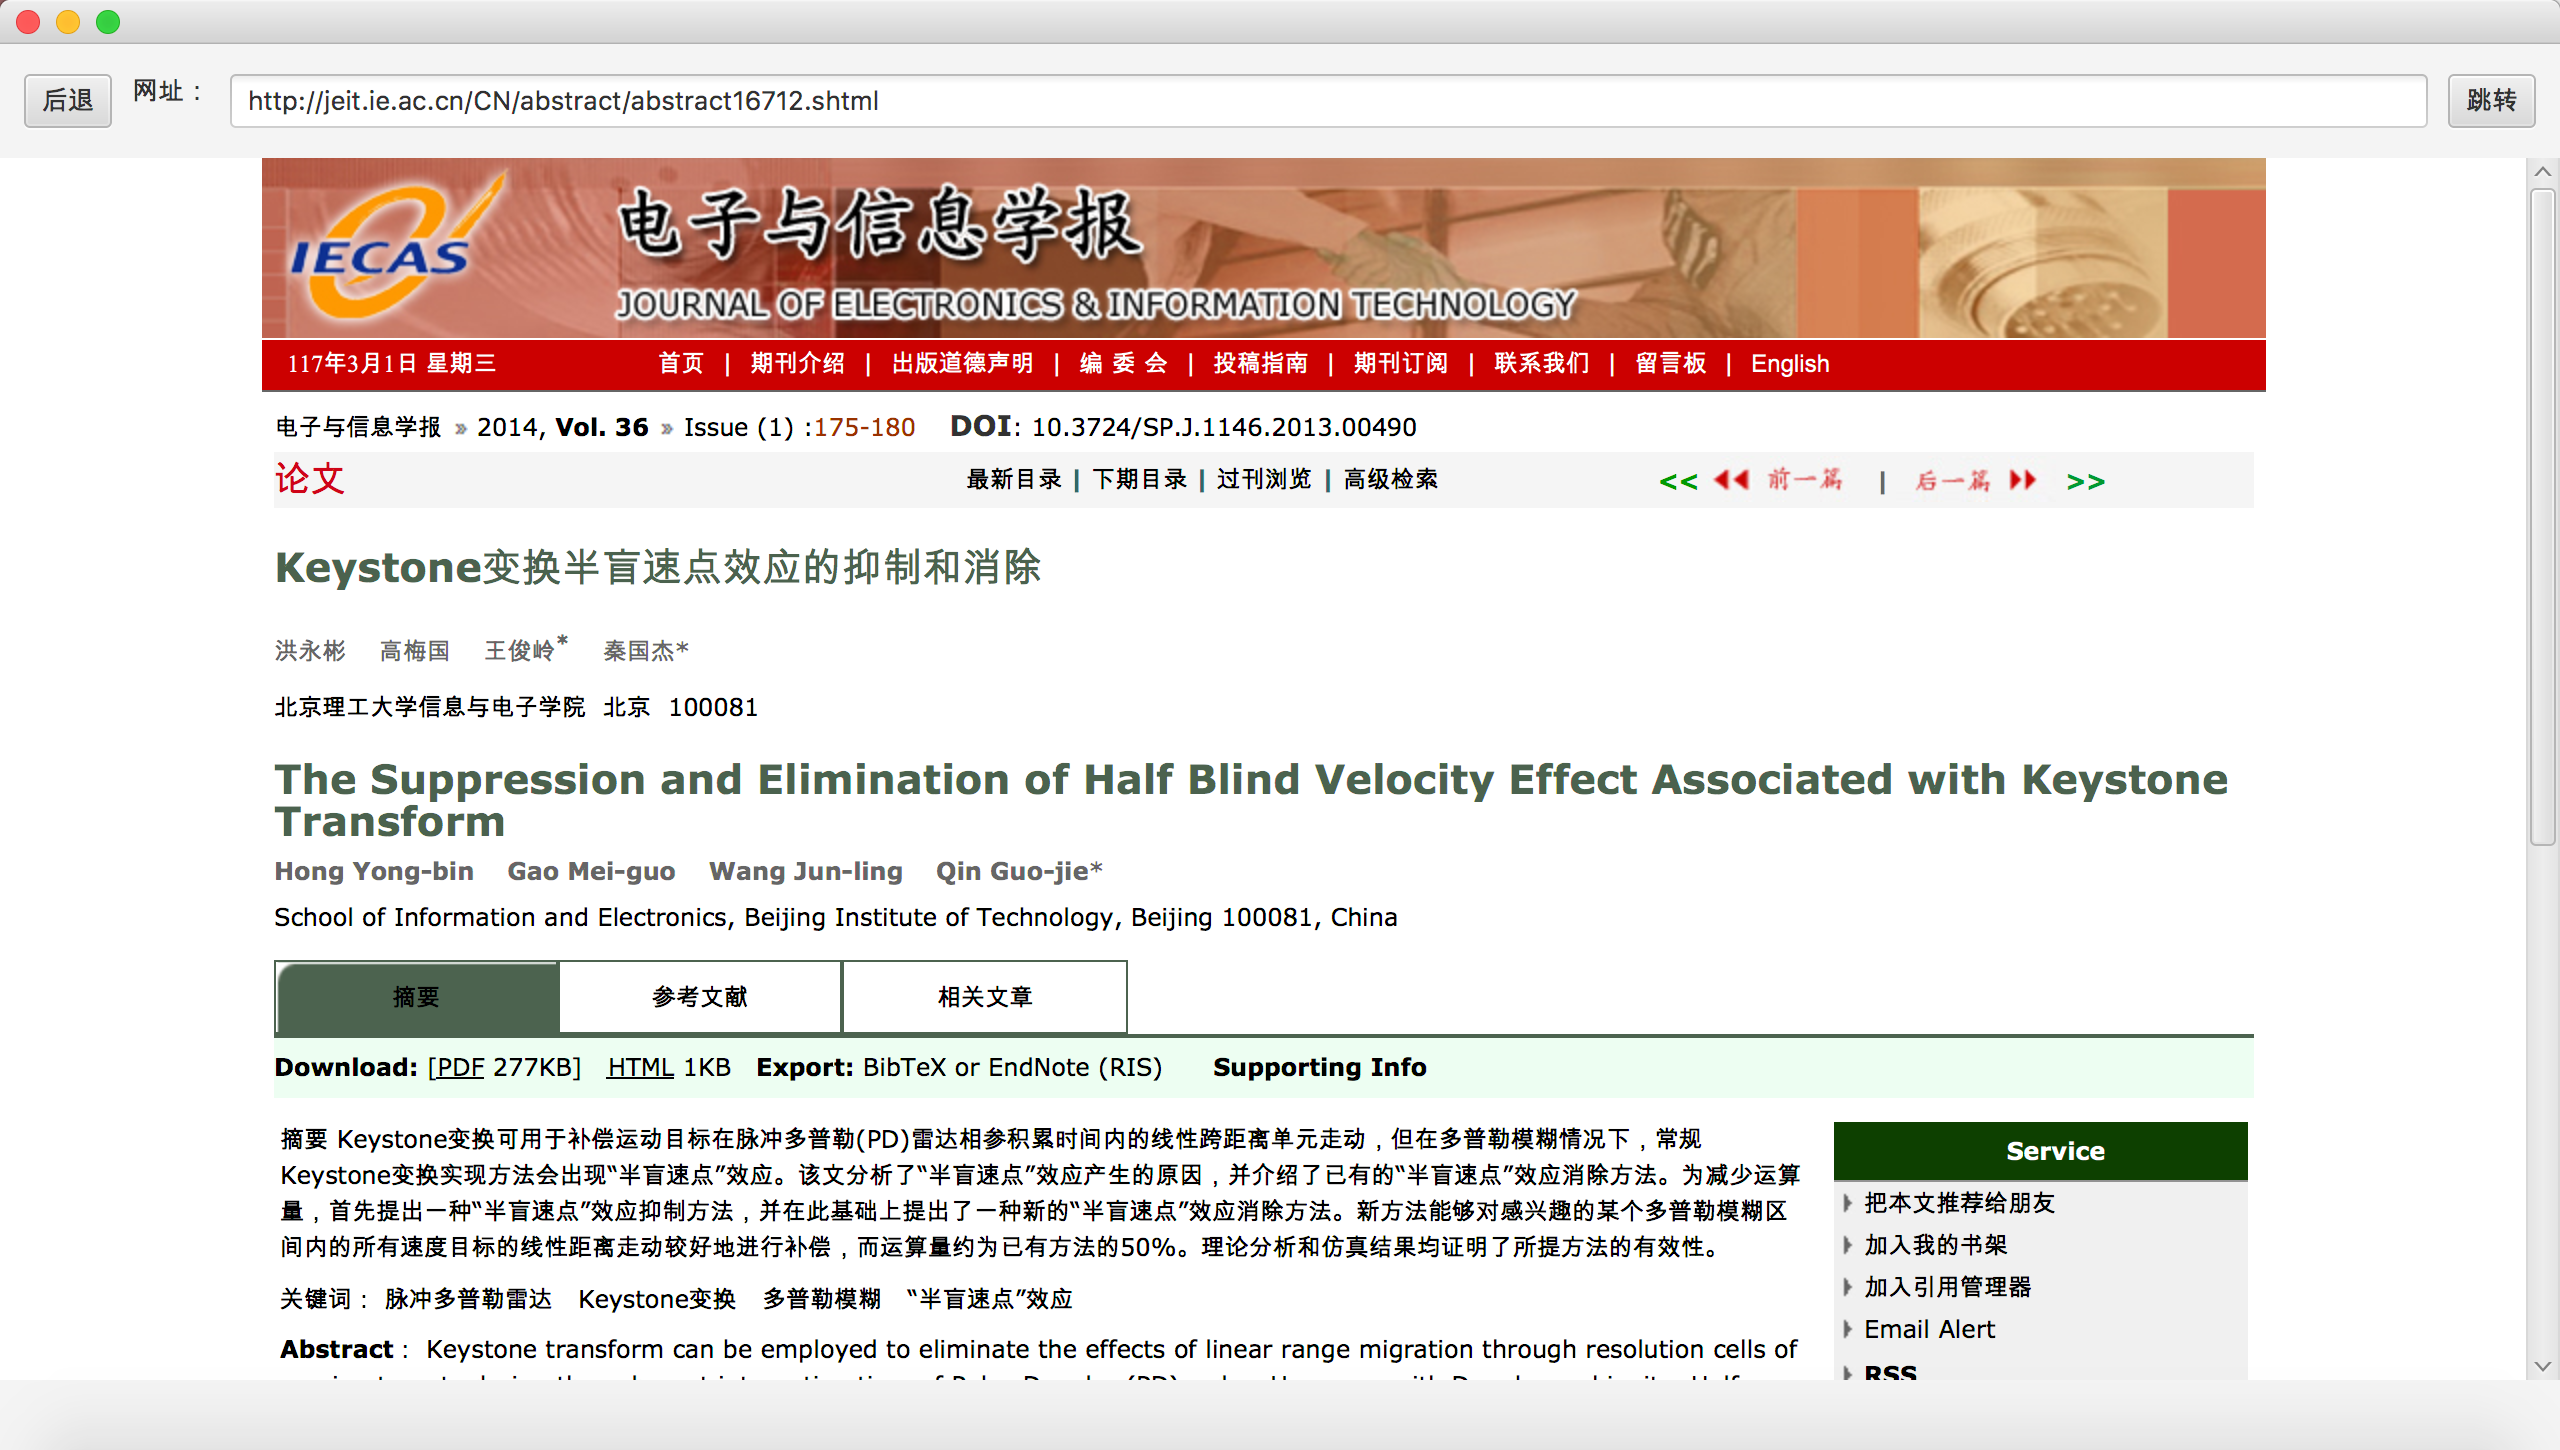 后退 网址： http://jeit.ie.ac.cn/CN/abstract/abstract16712.shtml 跳转
IECAS
电子与信息学报
JOURNAL OF ELECTRONICS & INFORMATION TECHNOLOGY
117年3月1日 星期三 首页 | 期刊介绍 | 出版道德声明 | 编 委 会 | 投稿指南 | 期刊订阅 | 联系我们 | 留言板 | English
电子与信息学报 » 2014, Vol. 36 » Issue (1) :175-180 DOI: 10.3724/SP.J.1146.2013.00490
论文 最新目录 | 下期目录 | 过刊浏览 | 高级检索 << 前一篇 | 后一篇 >>
Keystone变换半盲速点效应的抑制和消除
洪永彬 高梅国 王俊岭* 秦国杰*
北京理工大学信息与电子学院 北京 100081
The Suppression and Elimination of Half Blind Velocity Effect Associated with Keystone
Transform
Hong Yong-bin Gao Mei-guo Wang Jun-ling Qin Guo-jie*
School of Information and Electronics, Beijing Institute of Technology, Beijing 100081, China
摘要 参考文献 相关文章
Download: [PDF 277KB] HTML 1KB Export: BibTeX or EndNote (RIS) Supporting Info
摘要 Keystone变换可用于补偿运动目标在脉冲多普勒(PD)雷达相参积累时间内的线性跨距离单元走动，但在多普勒模糊情况下，常规
Keystone变换实现方法会出现“半盲速点”效应。该文分析了“半盲速点”效应产生的原因，并介绍了已有的“半盲速点”效应消除方法。为减少运算
量，首先提出一种“半盲速点”效应抑制方法，并在此基础上提出了一种新的“半盲速点”效应消除方法。新方法能够对感兴趣的某个多普勒模糊区
间内的所有速度目标的线性距离走动较好地进行补偿，而运算量约为已有方法的50%。理论分析和仿真结果均证明了所提方法的有效性。
关键词： 脉冲多普勒雷达 Keystone变换 多普勒模糊 “半盲速点”效应
Abstract： Keystone transform can be employed to eliminate the effects of linear range migration through resolution cells of
Service
把本文推荐给朋友
加入我的书架
加入引用管理器
Email Alert
RSS